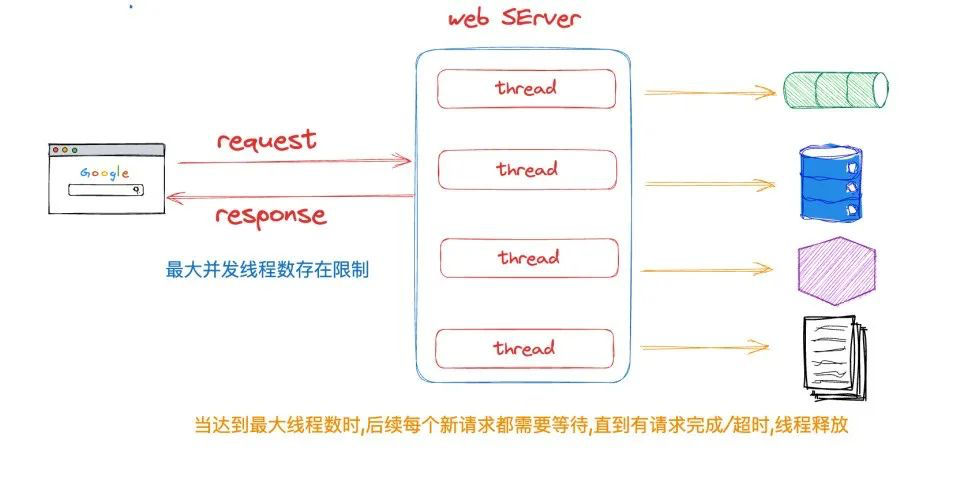 web SErver
thread
request
Google
thread
response
最大并发线程数存在限制
thread
thread
当达到最大线程数时,后续每个新请求都需要等待,直到有请求完成/超时,线程释放